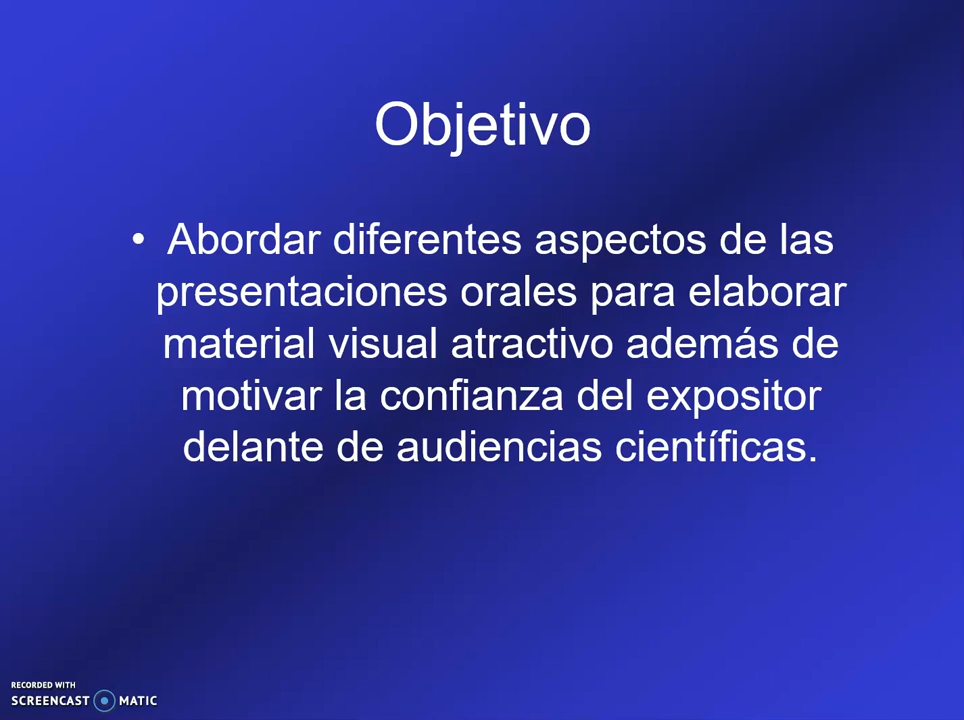 Objetivo
• Abordar diferentes aspectos de las
presentaciones orales para elaborar
material visual atractivo además de
motivar la confianza del expositor
delante de audiencias científicas.
RECORDED WITH
SCREENCAST MATIC